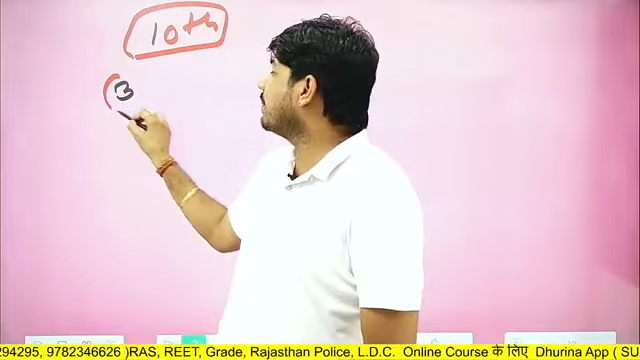 10th
(3
294295, 9782346626 )RAS, REET, Grade, Rajasthan Police, L.D.C. Online Course के लिए Dhurina App ( SU